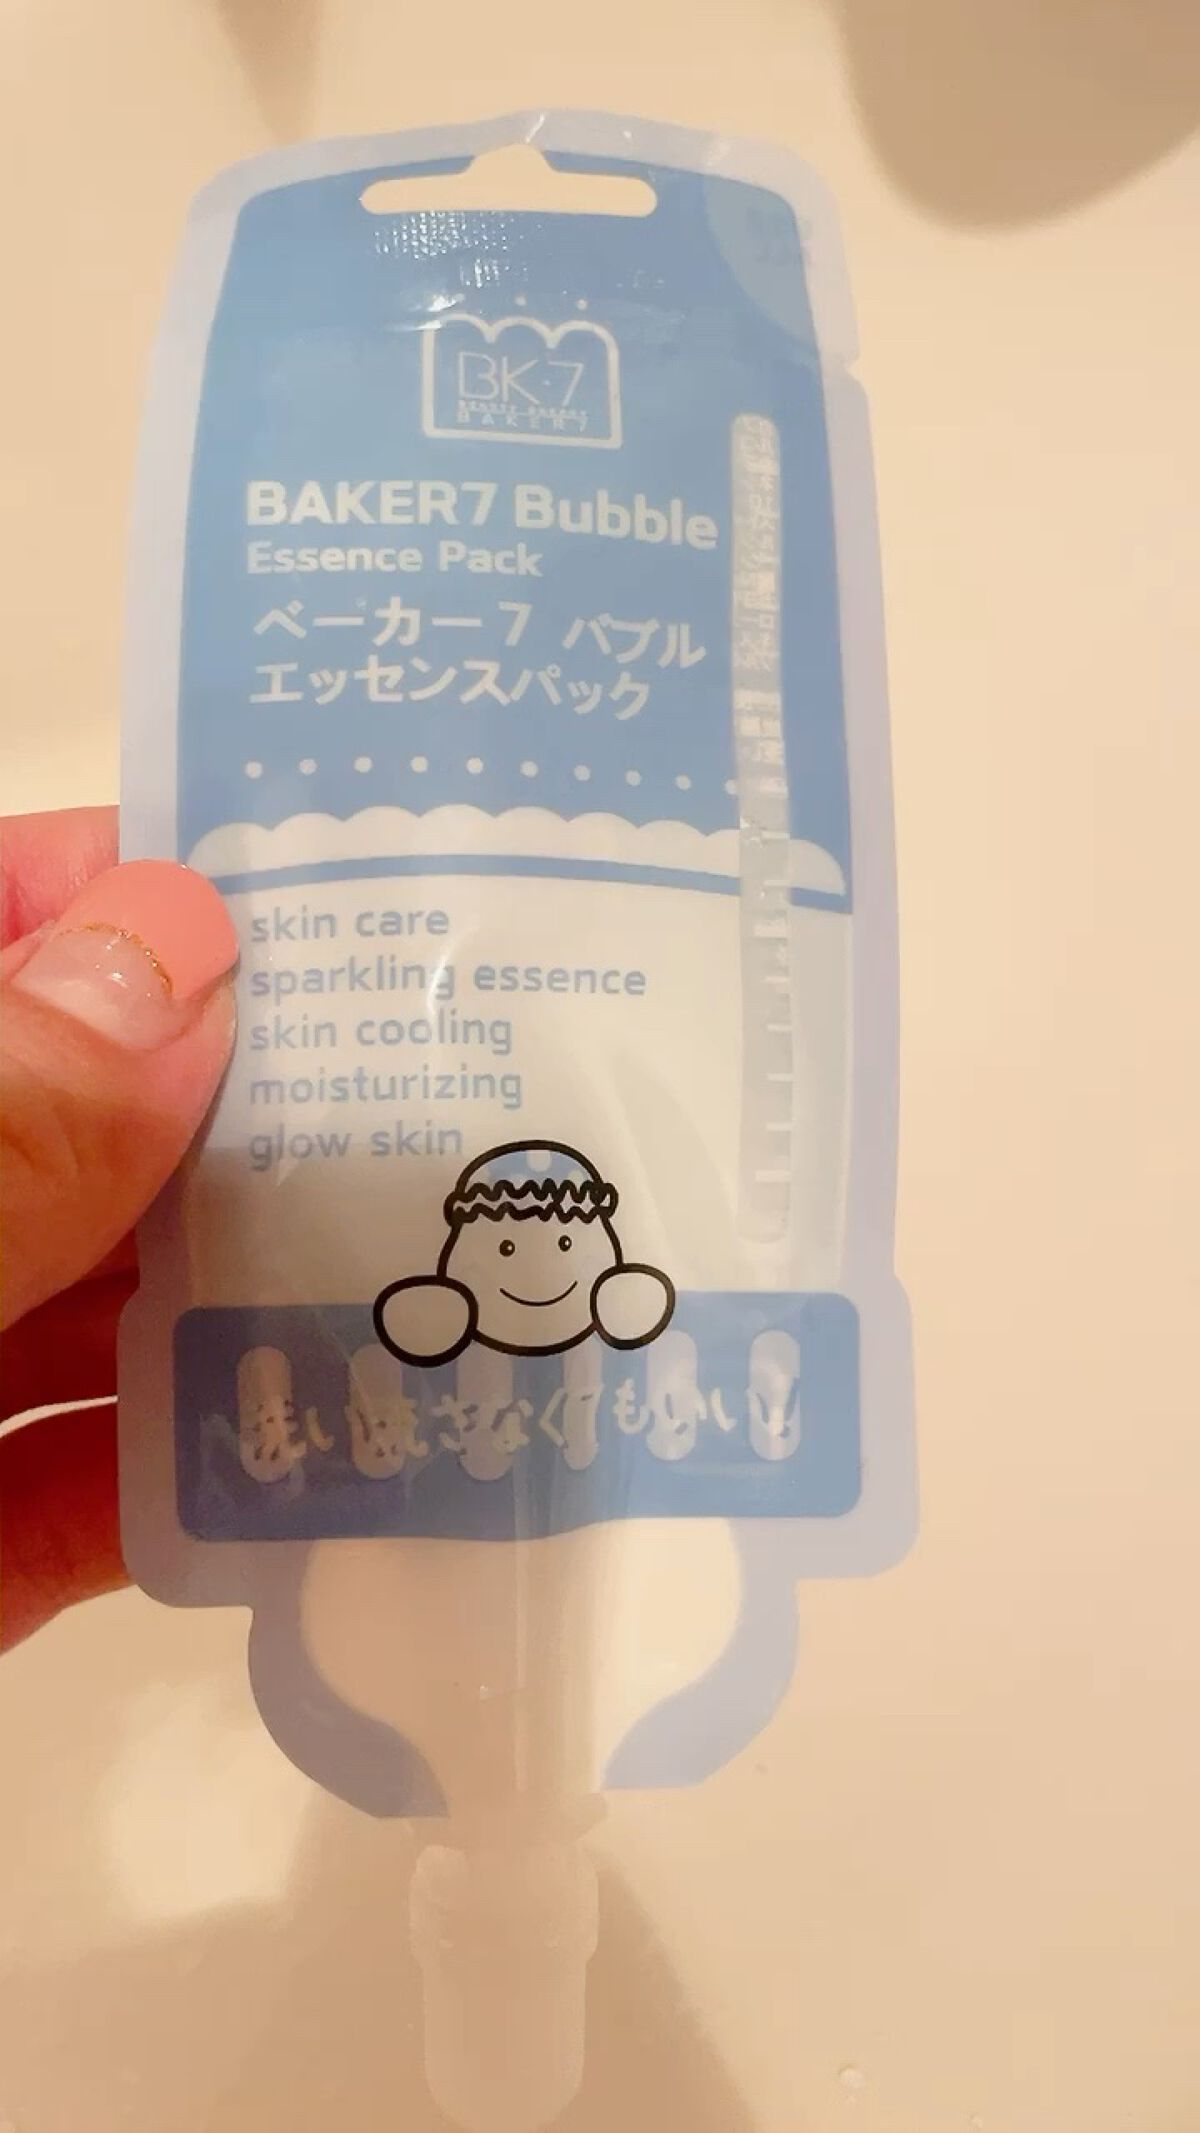 BK·7
BAKER7
BAKER7 Bubble
Essence Pack
ベーカー7 バブル
エッセンスパック
skin care
sparkling essence
skin cooling
moisturizing
glow skin
洗い流さなくてもいい